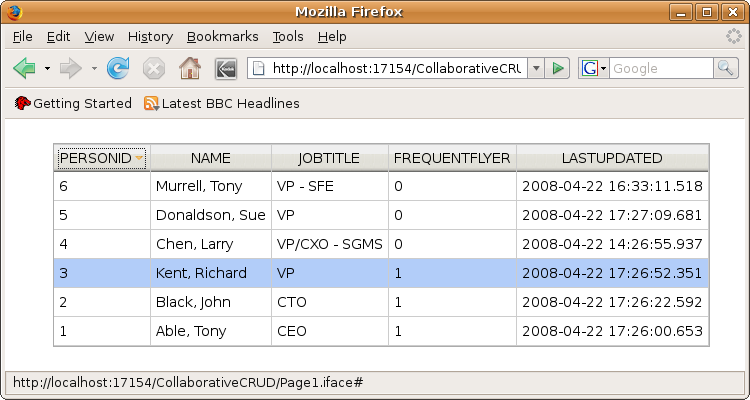 Mozilla Firefox
File Edit View History Bookmarks Tools Help
Kodak http://localhost:17154/CollaborativeCRU G Google
Getting Started Latest BBC Headlines
PERSONID NAME JOBTITLE FREQUENTFLYER LASTUPDATED
6 Murrell, Tony VP - SFE 0 2008-04-22 16:33:11.518
5 Donaldson, Sue VP 0 2008-04-22 17:27:09.681
4 Chen, Larry VP/CXO - SGMS 0 2008-04-22 14:26:55.937
3 Kent, Richard VP 1 2008-04-22 17:26:52.351
2 Black, John CTO 1 2008-04-22 17:26:22.592
1 Able, Tony CEO 1 2008-04-22 17:26:00.653
http://localhost:17154/CollaborativeCRUD/Page1.iface#